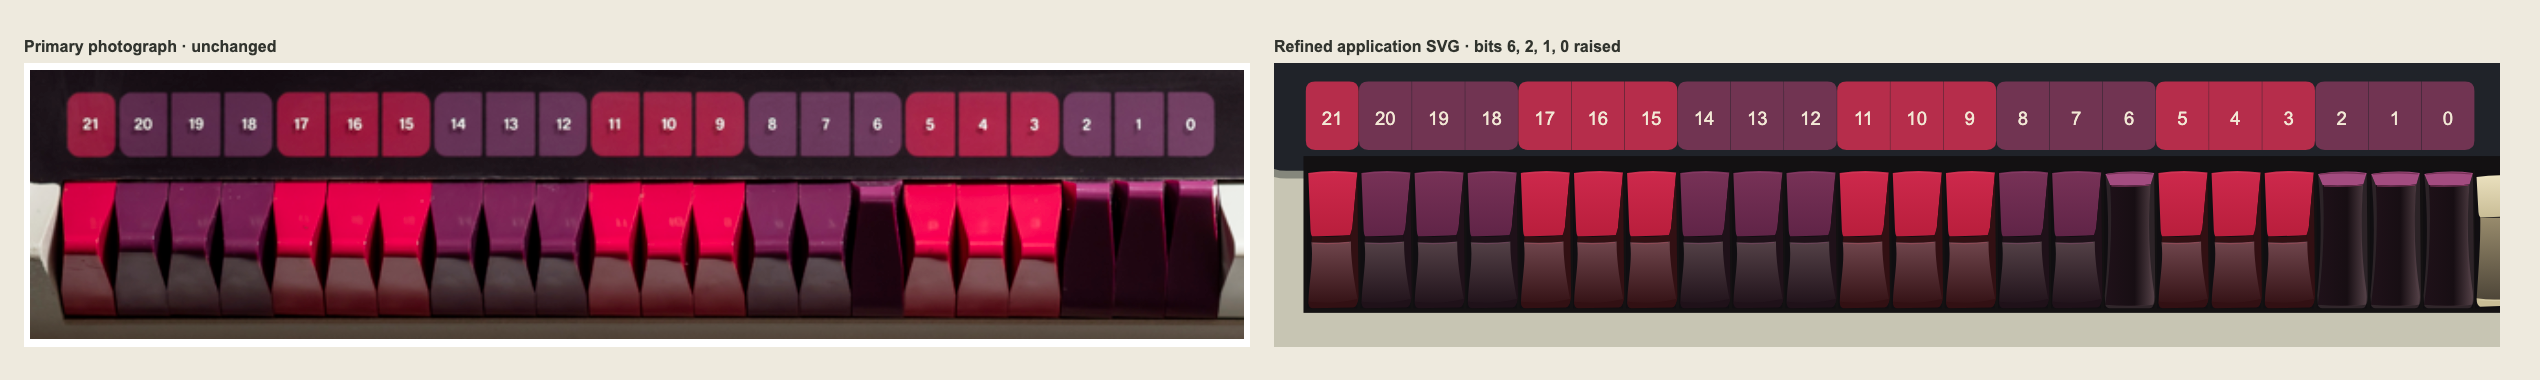 Primary photograph · unchanged
21 20 19 18 17 16 15 14 13 12 11 10 9 8 7 6 5 4 3 2 1 0
Refined application SVG · bits 6, 2, 1, 0 raised
21 20 19 18 17 16 15 14 13 12 11 10 9 8 7 6 5 4 3 2 1 0